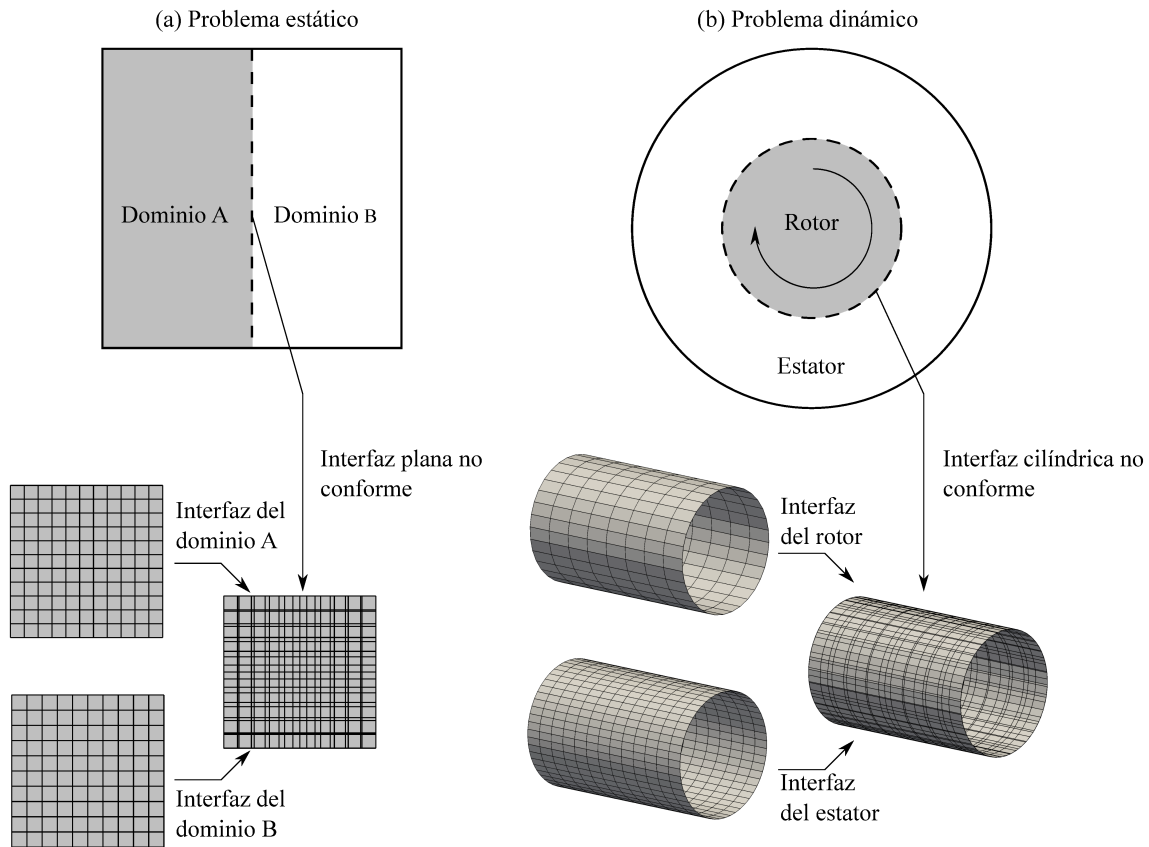 (a) Problema estático
Dominio A
Dominio B
Interfaz plana no
conforme
Interfaz del
dominio A
Interfaz del
dominio B
(b) Problema dinámico
Rotor
Estator
Interfaz cilíndrica no
conforme
Interfaz
del rotor
Interfaz
del estator